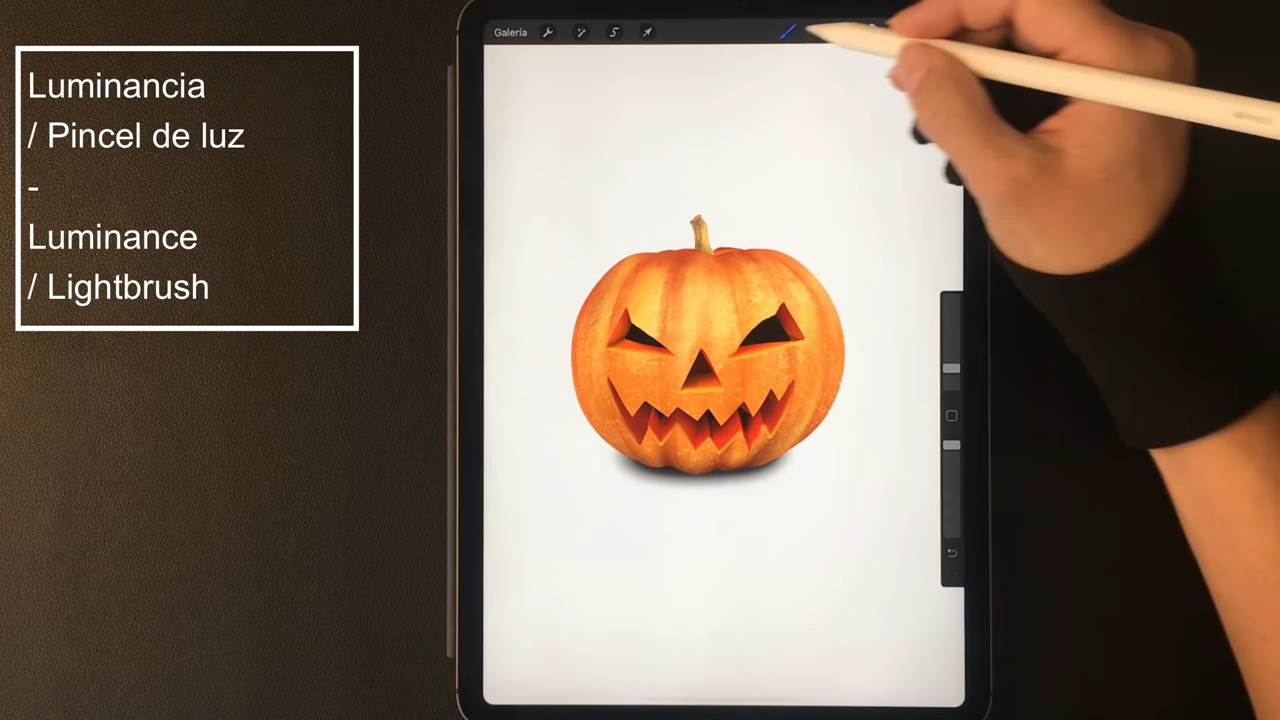 Luminancia
/ Pincel de luz
-
Luminance
/ Lightbrush
Galería